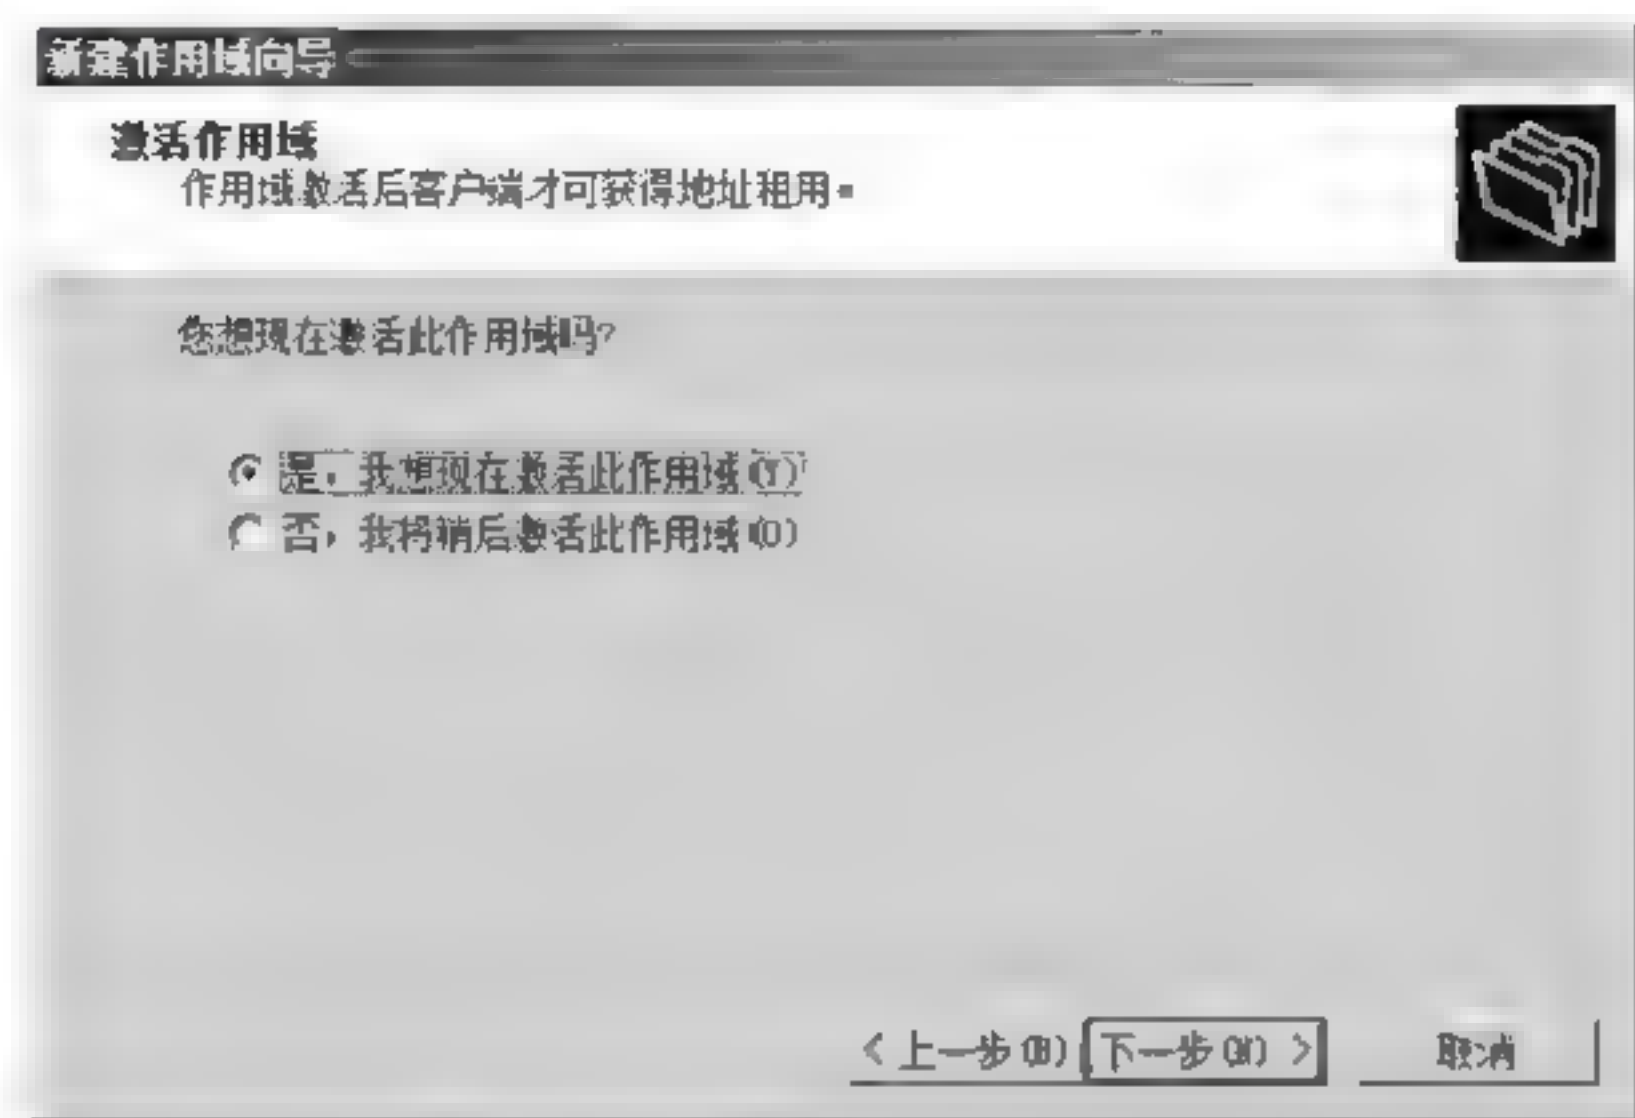 新建作用域向导
激活作用域
作用域激活后客户端才可获得地址租用。
您想现在激活此作用域吗?
是，我想现在激活此作用域(Y)
否，我将稍后激活此作用域(O)
< 上一步(B) 下一步(N) > 取消